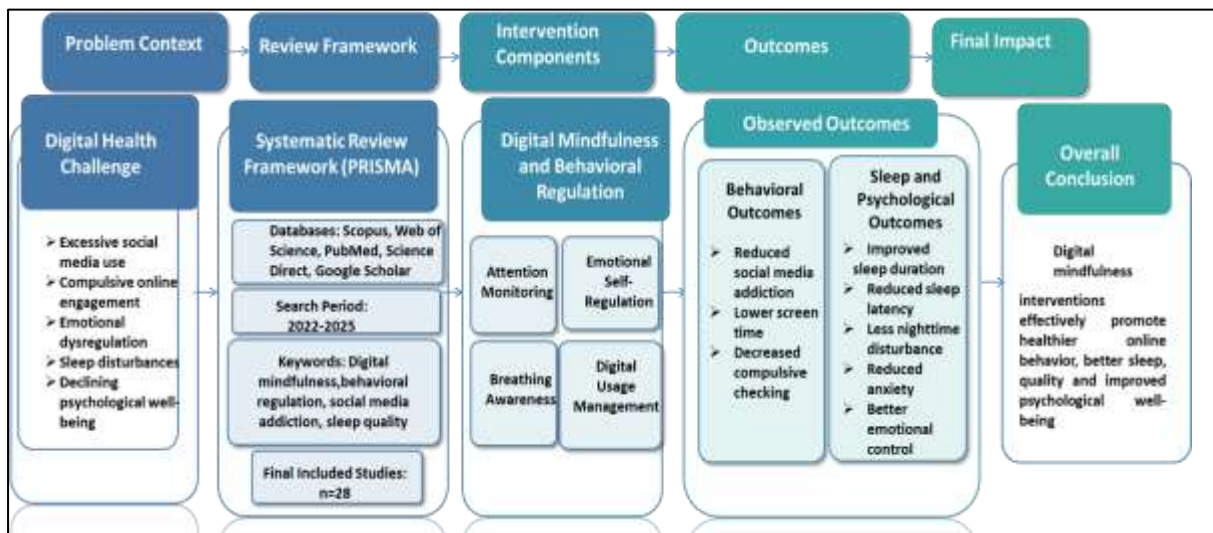 Problem Context
Review Framework
Intervention
Components
Outcomes
Final Impact
Digital Health
Challenge
➢ Excessive social
media use
➢ Compulsive online
engagement
➢ Emotional
dysregulation
➢ Sleep disturbances
➢ Declining
psychological well-
being
Systematic Review
Framework (PRISMA)
Databases: Scopus, Web of
Science, PubMed, Science
Direct, Google Scholar
Search Period:
2022-2025
Keywords: Digital
mindfulness,behavioral
regulation, social media
addiction, sleep quality
Final Included Studies:
n=28
Digital Mindfulness
and Behavioral
Regulation
Attention
Monitoring
Emotional
Self-
Regulation
Breathing
Awareness
Digital
Usage
Management
Observed Outcomes
Behavioral
Outcomes
➢ Reduced
social media
addiction
➢ Lower screen
time
➢ Decreased
compulsive
checking
Sleep and
Psychological
Outcomes
➢ Improved
sleep duration
➢ Reduced sleep
latency
➢ Less nighttime
disturbance
➢ Reduced anxiety
➢ Better
emotional
control
Overall
Conclusion
Digital
mindfulness
interventions
effectively promote
healthier online
behavior, better sleep,
quality and improved
psychological well-
being